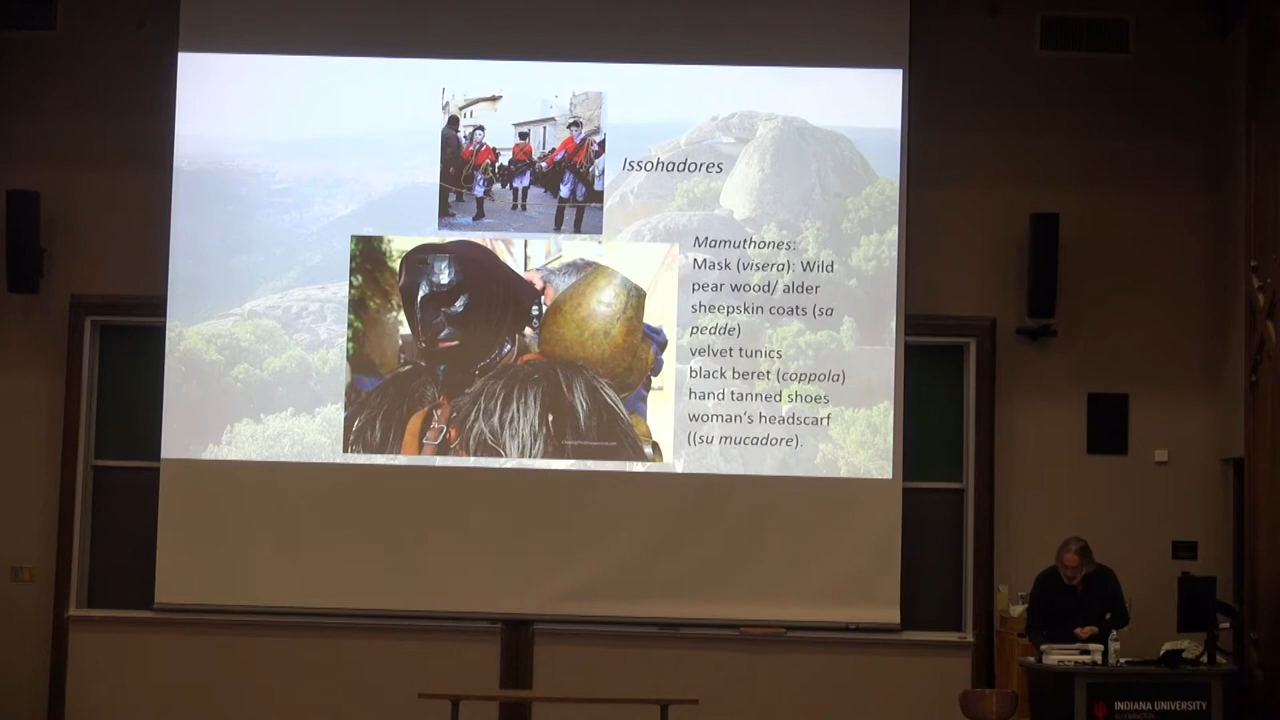 Issohadores
Mamuthones:
Mask (visera): Wild
pear wood/ alder
sheepskin coats (sa
pedde)
velvet tunics
black beret (coppola)
hand tanned shoes
woman's headscarf
((su mucadore).
INDIANA UNIVERSITY